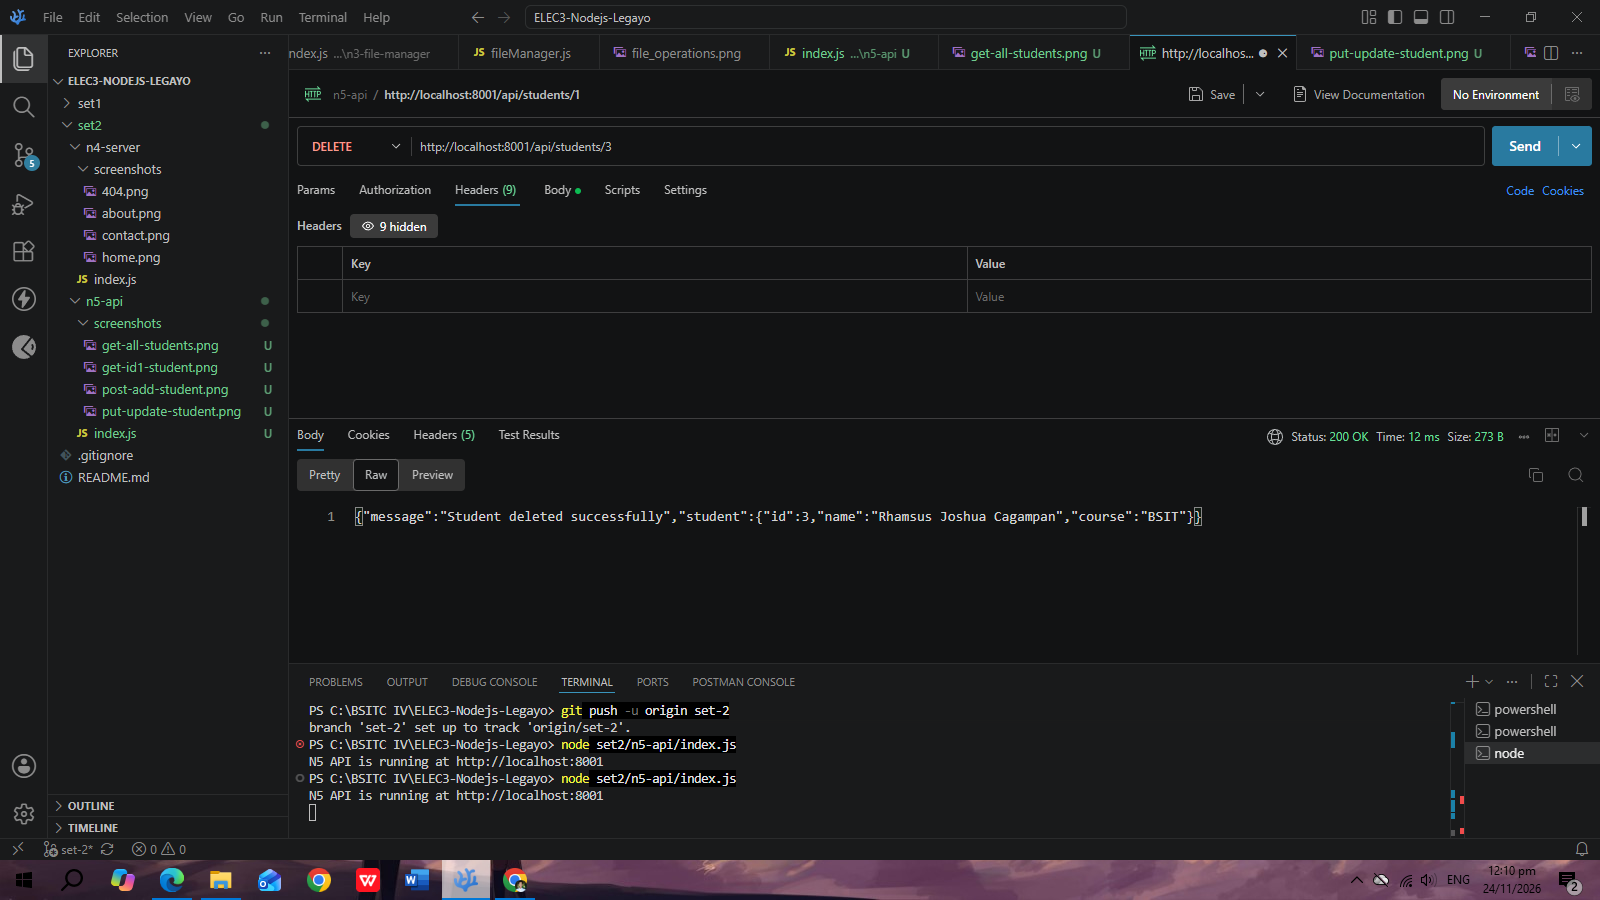 File Edit Selection View Go Run Terminal Help
ELEC3-Nodejs-Legayo
EXPLORER
ndex.js ...\n3-file-manager
JS fileManager.js
file_operations.png
JS index.js ...\n5-api U
get-all-students.png U
HTTP http://localhos...
put-update-student.png U
ELEC3-NODEJS-LEGAYO
set1
set2
n4-server
screenshots
404.png
about.png
contact.png
home.png
JS index.js
n5-api
screenshots
get-all-students.png U
get-id1-student.png U
post-add-student.png U
put-update-student.png U
JS index.js U
.gitignore
README.md
OUTLINE
TIMELINE
5
HTTP n5-api / http://localhost:8001/api/students/1
Save
View Documentation
No Environment
DELETE http://localhost:8001/api/students/3
Send
Params Authorization Headers (9) Body Scripts Settings
Code Cookies
Headers 9 hidden
Key Value
Key Value
Body Cookies Headers (5) Test Results
Status: 200 OK Time: 12 ms Size: 273 B
Pretty Raw Preview
1 {"message":"Student deleted successfully","student":{"id":3,"name":"Rhamsus Joshua Cagampan","course":"BSIT"}}
PROBLEMS OUTPUT DEBUG CONSOLE TERMINAL PORTS POSTMAN CONSOLE
PS C:\BSITC IV\ELEC3-Nodejs-Legayo> git push -u origin set-2
branch 'set-2' set up to track 'origin/set-2'.
PS C:\BSITC IV\ELEC3-Nodejs-Legayo> node set2/n5-api/index.js
N5 API is running at http://localhost:8001
PS C:\BSITC IV\ELEC3-Nodejs-Legayo> node set2/n5-api/index.js
N5 API is running at http://localhost:8001
powershell
powershell
node
set-2* 0 0
W
W
ENG
12:10 pm
24/11/2026
2